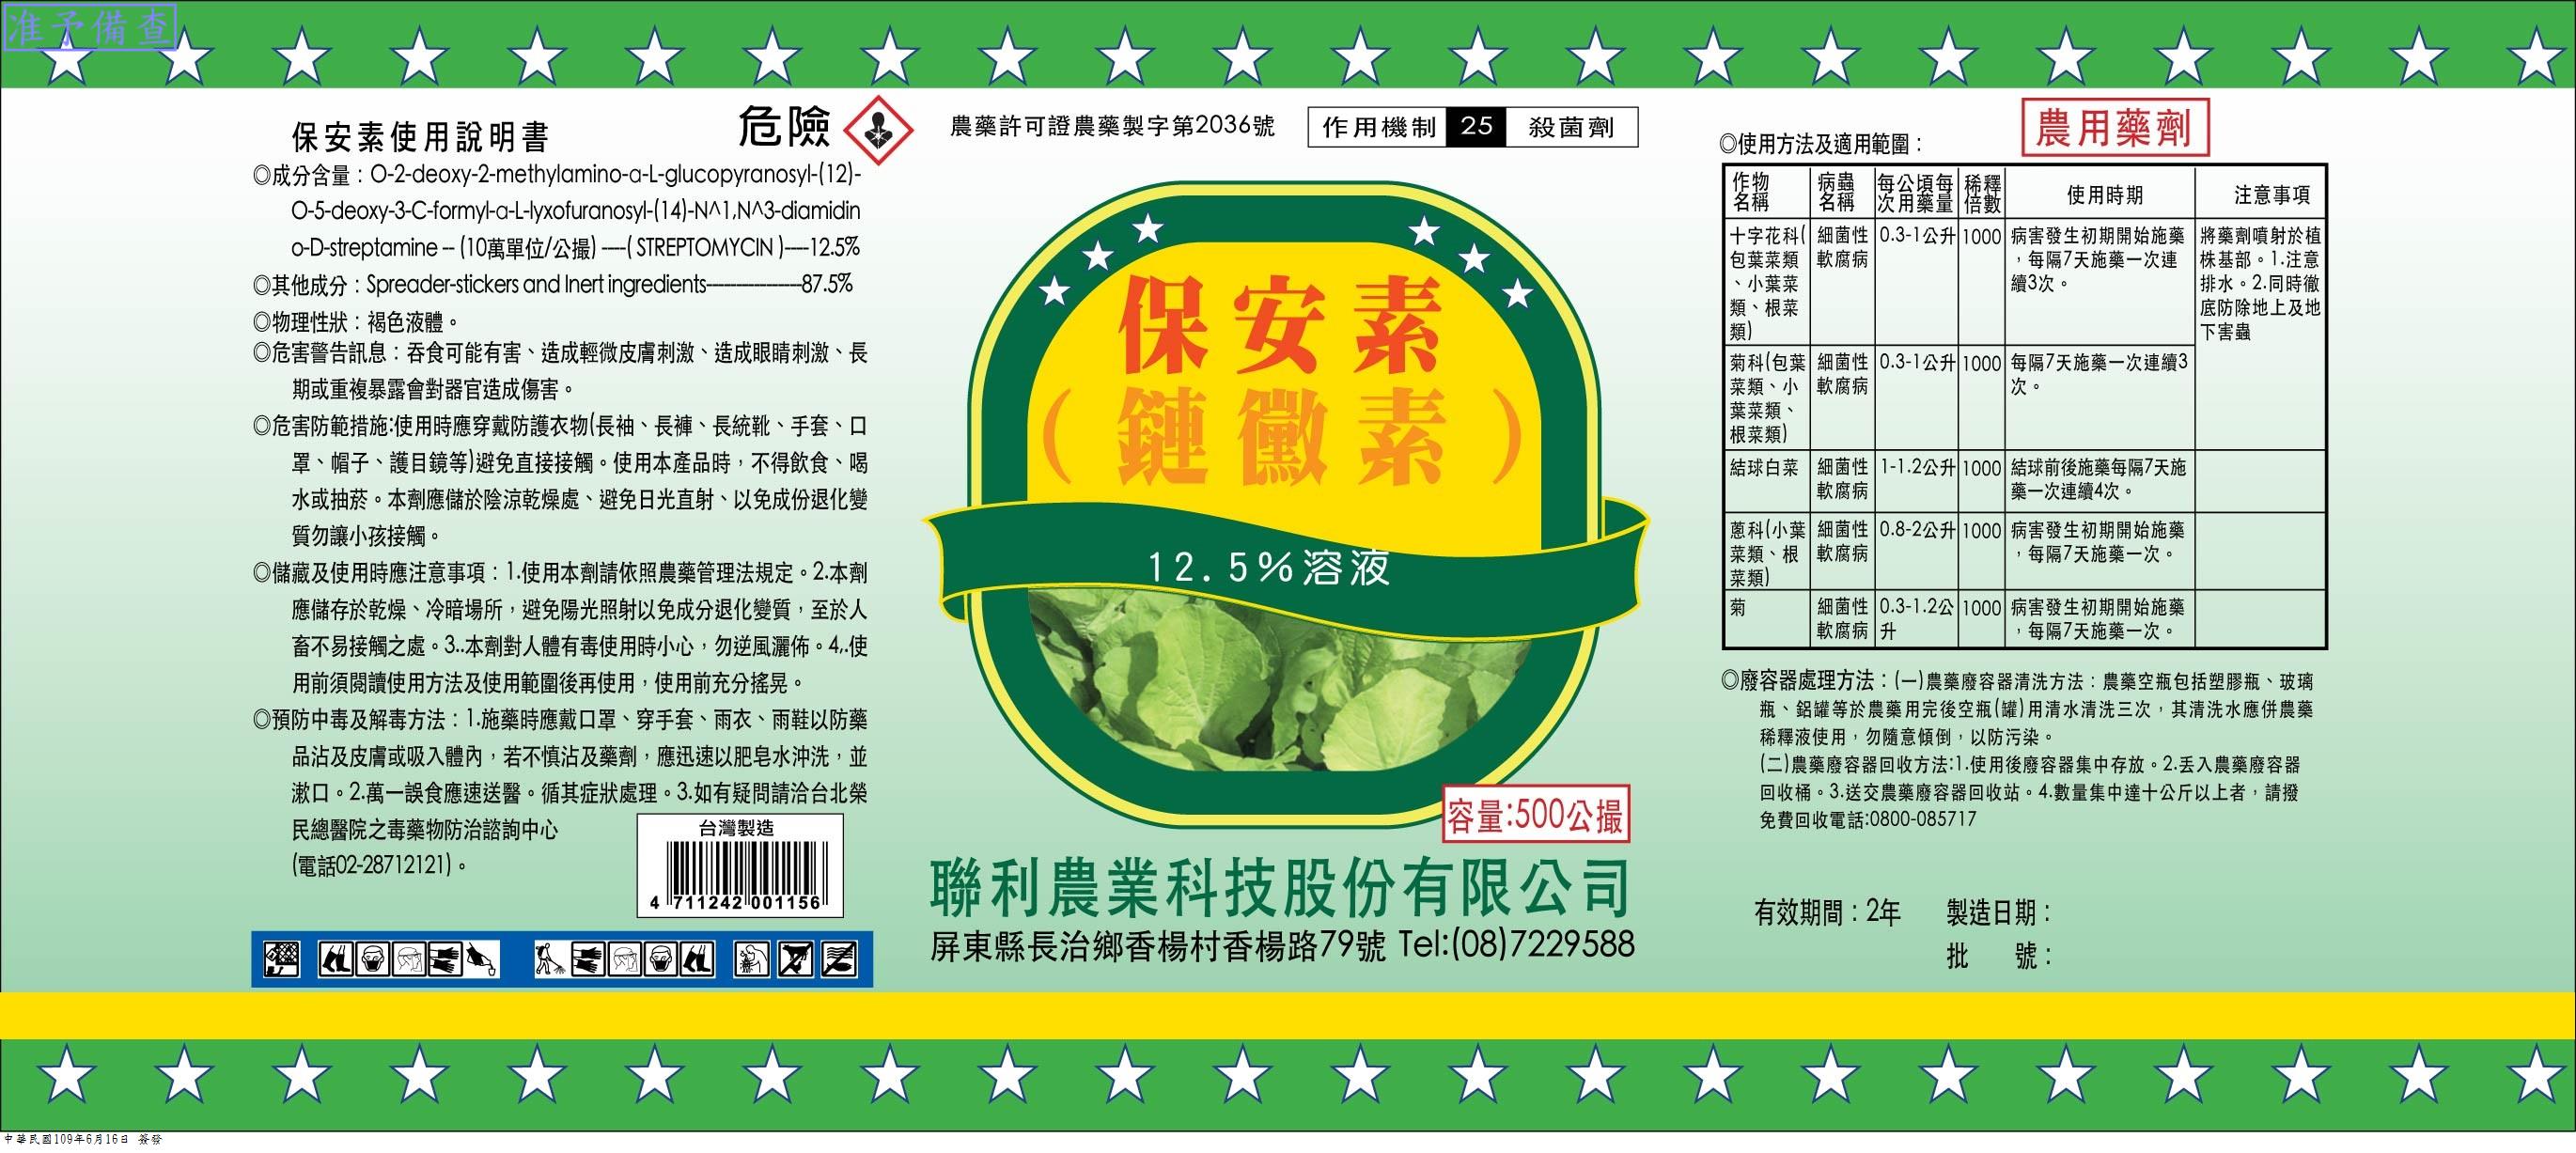 准予備查
保安素使用說明書
危險
◎成分含量：O-2-deoxy-2-methylamino-α-L-glucopyranosyl-(12)-
O-5-deoxy-3-C-formyl-α-L-lyxofuranosyl-(14)-N^1,N^3-diamidin
o-D-streptamine -- (10萬單位/公撮) ----( STREPTOMYCIN )----12.5%
◎其他成分：Spreader-stickers and Inert ingredients----------------87.5%
◎物理性狀：褐色液體。
◎危害警告訊息：吞食可能有害、造成輕微皮膚刺激、造成眼睛刺激、長
期或重複暴露會對器官造成傷害。
◎危害防範措施:使用時應穿戴防護衣物(長袖、長褲、長統靴、手套、口
罩、帽子、護目鏡等)避免直接接觸。使用本產品時，不得飲食、喝
水或抽菸。本劑應儲於陰涼乾燥處、避免日光直射、以免成份退化變
質勿讓小孩接觸。
◎儲藏及使用時應注意事項：1.使用本劑請依照農藥管理法規定。2.本劑
應儲存於乾燥、冷暗場所，避免陽光照射以免成分退化變質，至於人
畜不易接觸之處。3..本劑對人體有毒使用時小心，勿逆風灑佈。4,.使
用前須閱讀使用方法及使用範圍後再使用，使用前充分搖晃。
◎預防中毒及解毒方法：1.施藥時應戴口罩、穿手套、雨衣、雨鞋以防藥
品沾及皮膚或吸入體內，若不慎沾及藥劑，應迅速以肥皂水沖洗，並
漱口。2.萬一誤食應速送醫。循其症狀處理。3.如有疑問請洽台北榮
民總醫院之毒藥物防治諮詢中心
(電話02-28712121)。
台灣製造
4 711242 001156
農藥許可證農藥製字第2036號
作用機制 25 殺菌劑
保安素
(鏈黴素)
12.5%溶液
容量:500公撮
聯利農業科技股份有限公司
屏東縣長治鄉香楊村香楊路79號 Tel:(08)7229588
農用藥劑
◎使用方法及適用範圍：
作物名稱 病蟲名稱 每公頃每次用藥量 稀釋倍數 使用時期 注意事項
十字花科(包葉菜類、小葉菜類、根菜類) 細菌性軟腐病 0.3-1公升 1000 病害發生初期開始施藥，每隔7天施藥一次連續3次。 將藥劑噴射於植株基部。1.注意排水。2.同時徹底防除地上及地下害蟲
菊科(包葉菜類、小葉菜類、根菜類) 細菌性軟腐病 0.3-1公升 1000 每隔7天施藥一次連續3次。
結球白菜 細菌性軟腐病 1-1.2公升 1000 結球前後施藥每隔7天施藥一次連續4次。
蔥科(小葉菜類、根菜類) 細菌性軟腐病 0.8-2公升 1000 病害發生初期開始施藥，每隔7天施藥一次。
菊 細菌性軟腐病 0.3-1.2公升 1000 病害發生初期開始施藥，每隔7天施藥一次。
◎廢容器處理方法：(一)農藥廢容器清洗方法：農藥空瓶包括塑膠瓶、玻璃
瓶、鋁罐等於農藥用完後空瓶(罐)用清水清洗三次，其清洗水應併農藥
稀釋液使用，勿隨意傾倒，以防污染。
(二)農藥廢容器回收方法:1.使用後廢容器集中存放。2.丟入農藥廢容器
回收桶。3.送交農藥廢容器回收站。4.數量集中達十公斤以上者，請撥
免費回收電話:0800-085717
有效期間：2年 製造日期：
批 號：
中華民國109年6月16日 簽發